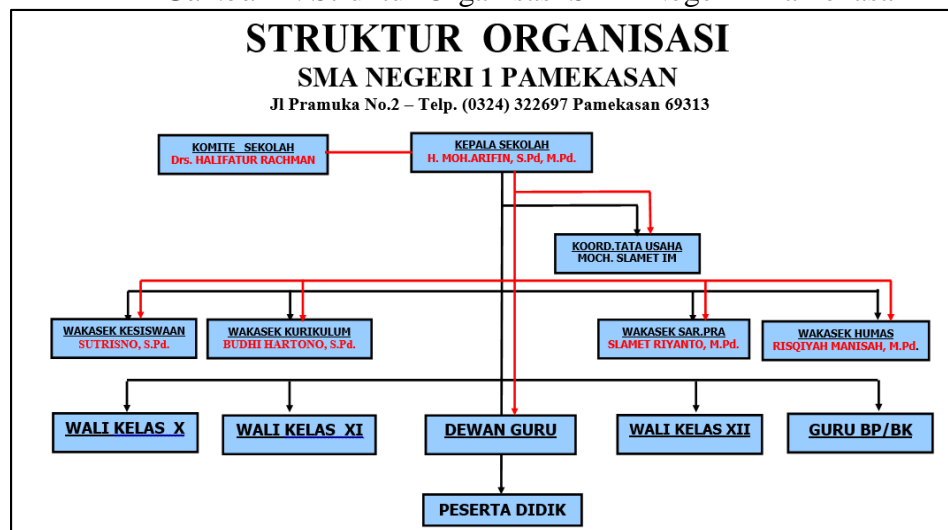 STRUKTUR ORGANISASI
SMA NEGERI 1 PAMEKASAN
Jl Pramuka No.2 – Telp. (0324) 322697 Pamekasan 69313
KOMITE SEKOLAH
Drs. HALIFATUR RACHMAN
KEPALA SEKOLAH
H. MOH.ARIFIN, S.Pd, M.Pd.
KOORD.TATA USAHA
MOCH. SLAMET IM
WAKASEK KESISWAAN
SUTRISNO, S.Pd.
WAKASEK KURIKULUM
BUDHI HARTONO, S.Pd.
WAKASEK SAR.PRA
SLAMET RIYANTO, M.Pd.
WAKASEK HUMAS
RISQIYAH MANISAH, M.Pd.
WALI KELAS X
WALI KELAS XI
DEWAN GURU
WALI KELAS XII
GURU BP/BK
PESERTA DIDIK